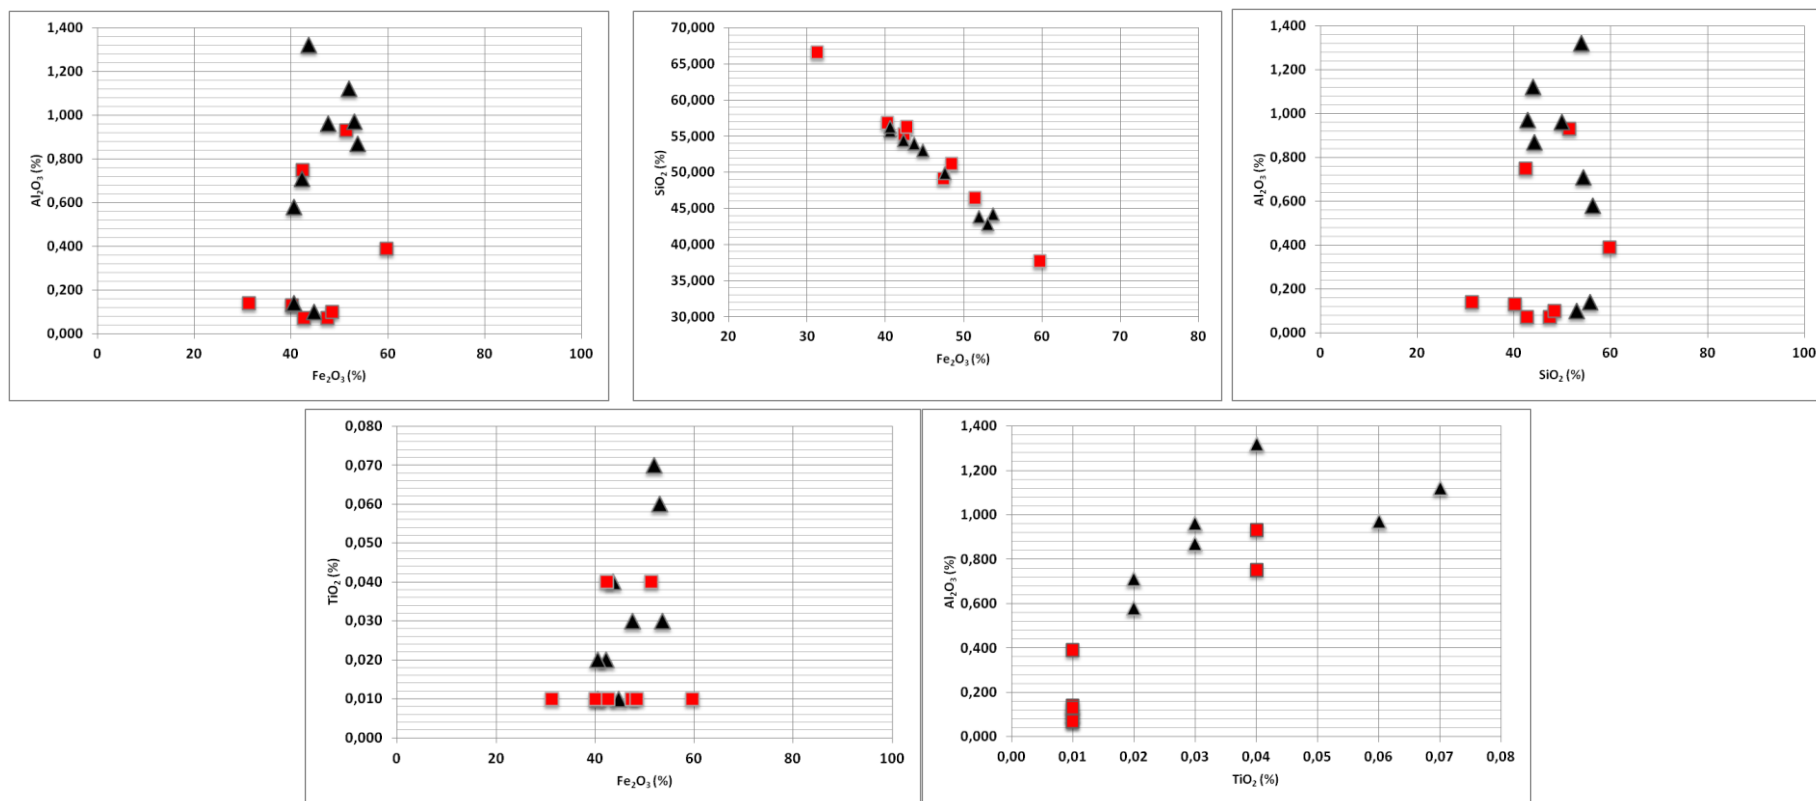 1,400
1,200
1,000
0,800
0,600
0,400
0,200
0,000
Al₂O₃ (%)
0 20 40 60 80 100
Fe₂O₃ (%)
70,000
65,000
60,000
55,000
50,000
45,000
40,000
35,000
30,000
SiO₂ (%)
20 30 40 50 60 70 80
Fe₂O₃ (%)
1,400
1,200
1,000
0,800
0,600
0,400
0,200
0,000
Al₂O₃ (%)
0 20 40 60 80 100
SiO₂ (%)
0,080
0,070
0,060
0,050
0,040
0,030
0,020
0,010
0,000
TiO₂ (%)
0 20 40 60 80 100
Fe₂O₃ (%)
1,400
1,200
1,000
0,800
0,600
0,400
0,200
0,000
Al₂O₃ (%)
0,00 0,01 0,02 0,03 0,04 0,05 0,06 0,07 0,08
TiO₂ (%)